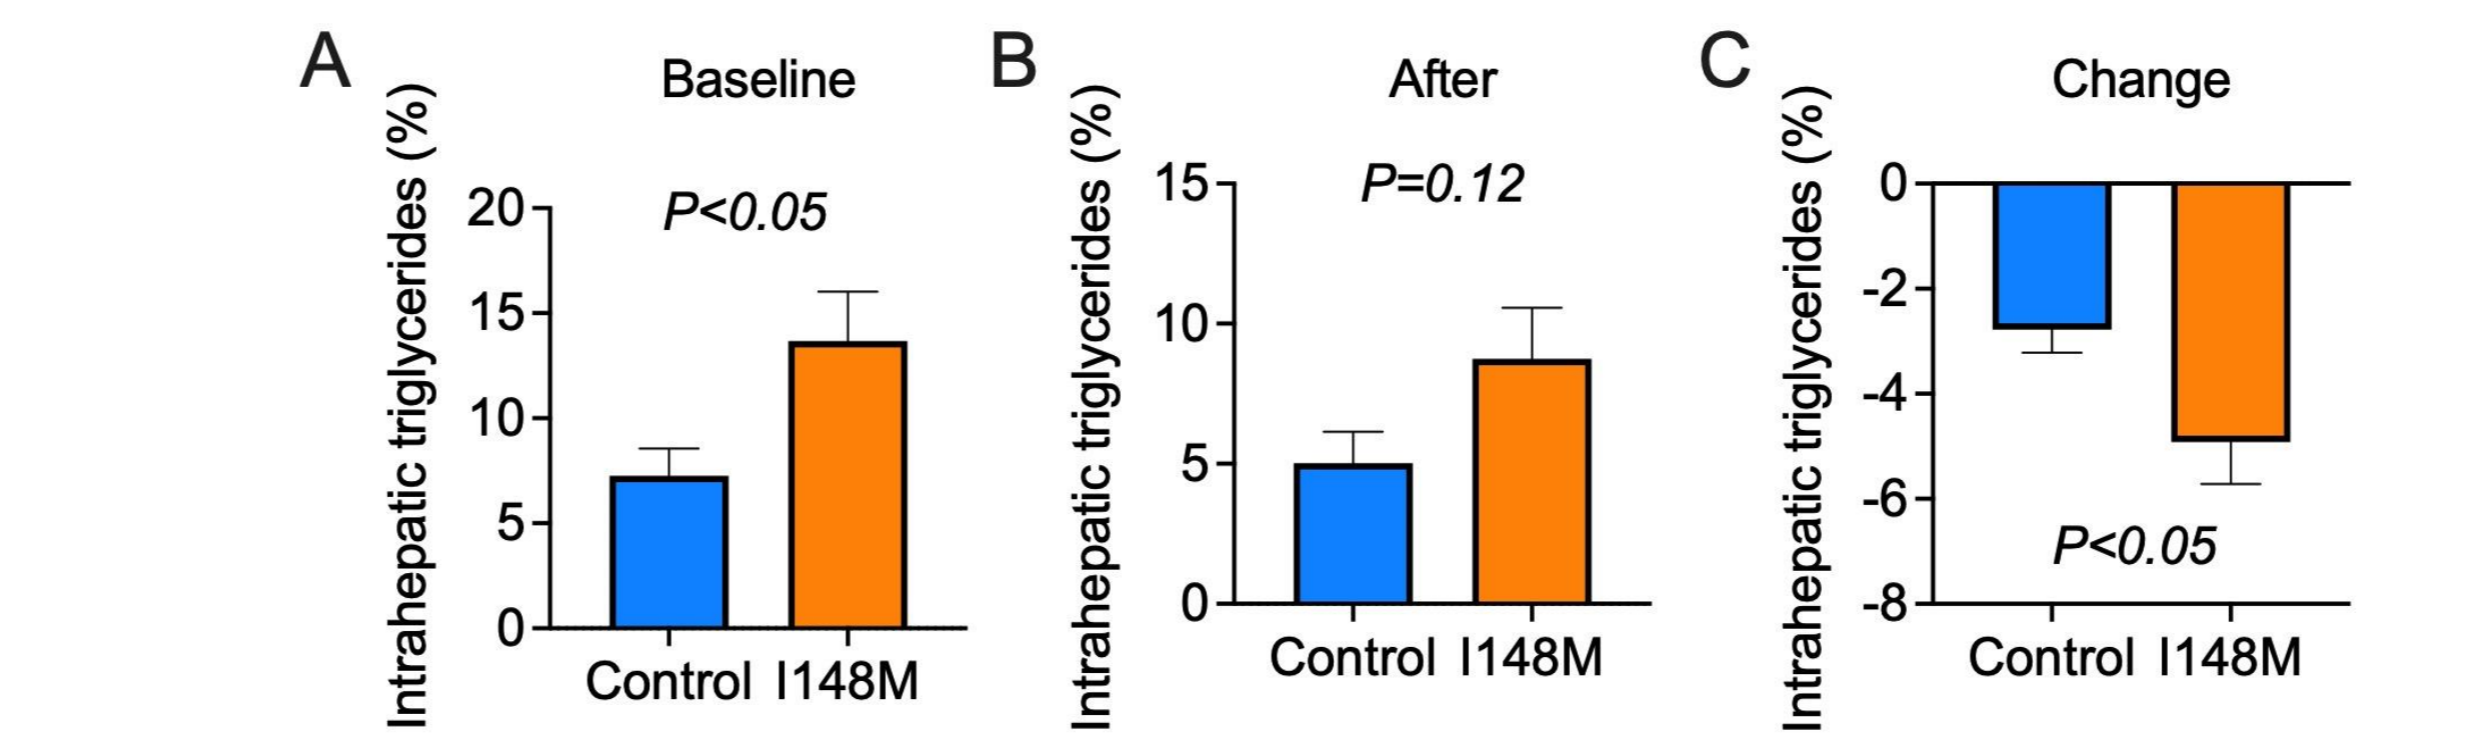 A
Baseline
Intrahepatic triglycerides (%)
P<0.05
20
15
10
5
0
Control I148M
B
After
Intrahepatic triglycerides (%)
P=0.12
15
10
5
0
Control I148M
C
Change
Intrahepatic triglycerides (%)
0
-2
-4
-6
-8
P<0.05
Control I148M